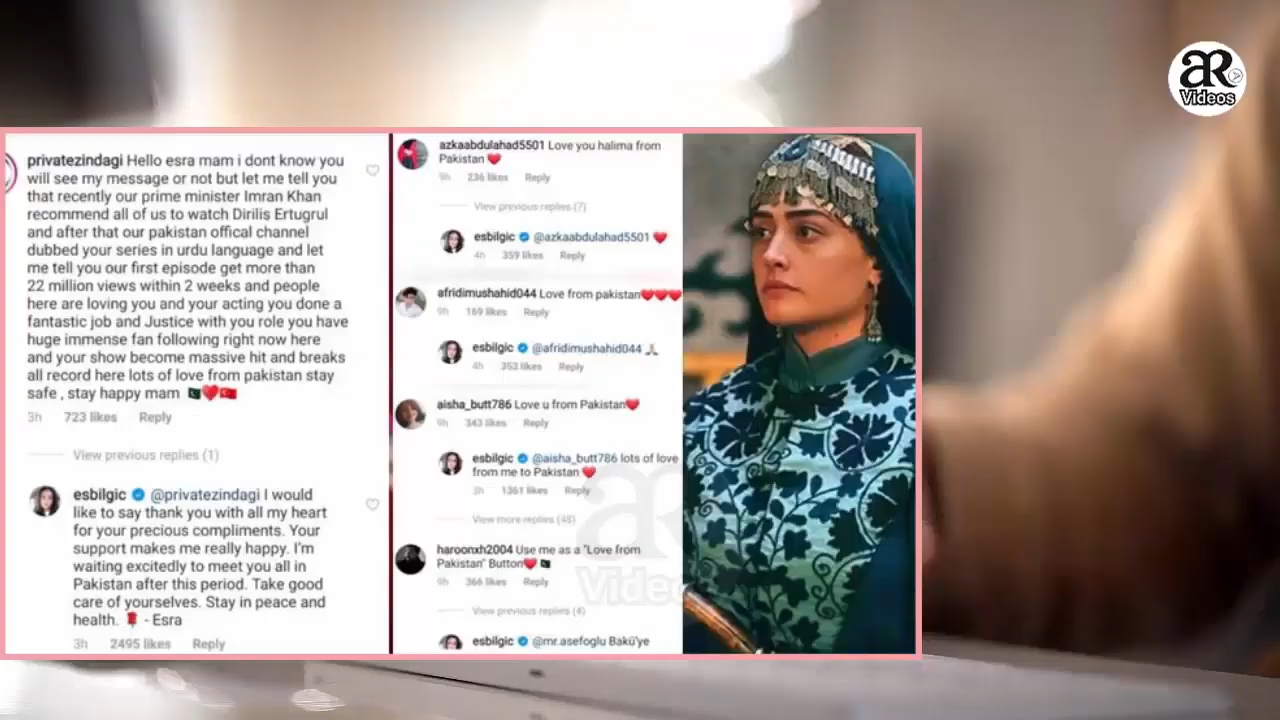 aR
Videos
privatezindagi Hello esra mam i dont know you
will see my message or not but let me tell you
that recently our prime minister Imran Khan
recommend all of us to watch Dirilis Ertugrul
and after that our pakistan offical channel
dubbed your series in urdu language and let
me tell you our first episode get more than
22 million views within 2 weeks and people
here are loving you and your acting you done a
fantastic job and Justice with you role you have
huge immense fan following right now here
and your show become massive hit and breaks
all record here lots of love from pakistan stay
safe , stay happy mam 🇵🇰❤️🇹🇷
3h 723 likes Reply
View previous replies (1)
esbilgic @privatezindagi I would
like to say thank you with all my heart
for your precious compliments. Your
support makes me really happy. I'm
waiting excitedly to meet you all in
Pakistan after this period. Take good
care of yourselves. Stay in peace and
health. 🌹 - Esra
3h 2495 likes Reply
azkaabdulahad5501 Love you halima from
Pakistan ❤️
9h 236 likes Reply
View previous replies (7)
esbilgic @azkaabdulahad5501 ❤️
4h 359 likes Reply
afridimushahid044 Love from pakistan❤️❤️❤️
9h 169 likes Reply
esbilgic @afridimushahid044 🙏🏻
4h 353 likes Reply
aisha_butt786 Love u from Pakistan❤️
9h 343 likes Reply
esbilgic @aisha_butt786 lots of love
from me to Pakistan ❤️
3h 1361 likes Reply
View more replies (48)
haroonxh2004 Use me as a "Love from
Pakistan" Button❤️🇵🇰
9h 366 likes Reply
View previous replies (4)
esbilgic @mr.asefoglu Bakü'ye
aR
Videos